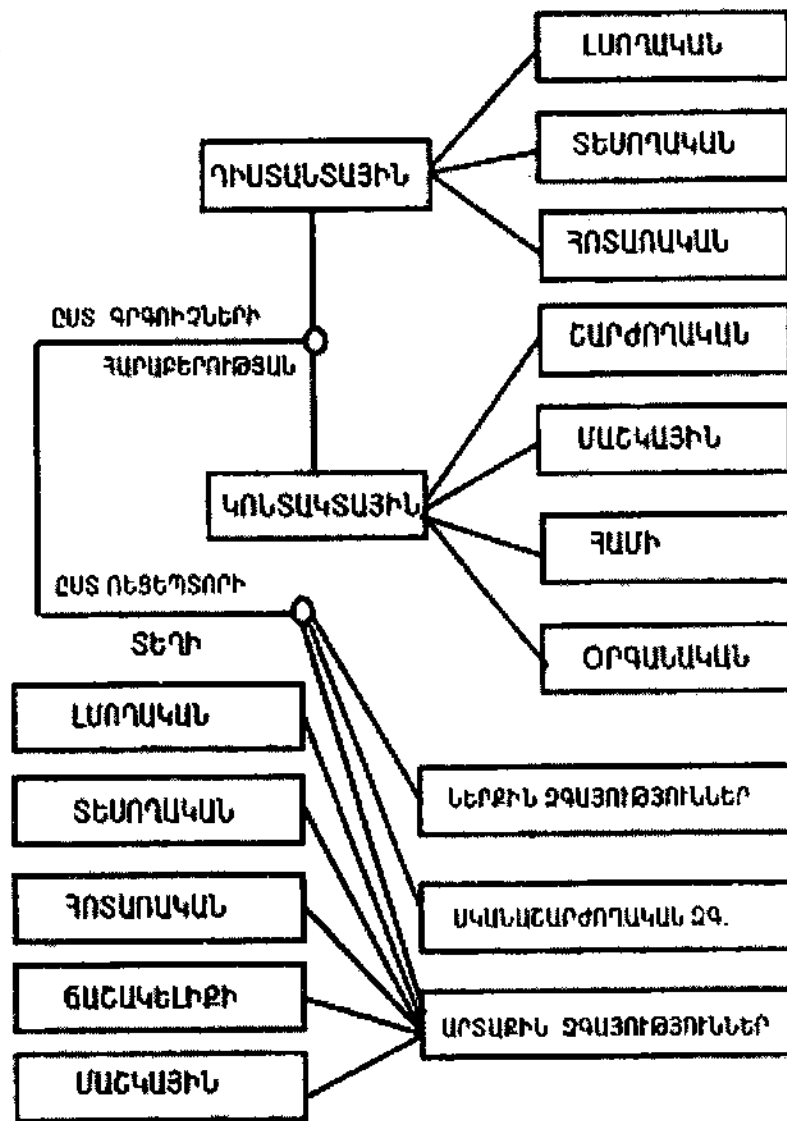 ԼՍՈՂԱԿԱՆ
ՏԵՍՈՂԱԿԱՆ
ԴԻՍՏԱՆՏԱՅԻՆ
ՀՈՏԱՌԱԿԱՆ
ԸՍՏ ԳՐԳՌԻՉՆԵՐԻ
ՀԱՐԱԲԵՐՈՒԹՅԱՆ
ՇԱՐԺՈՂԱԿԱՆ
ՄԱՇԿԱՅԻՆ
ԿՈՆՏԱԿՏԱՅԻՆ
ՀԱՄԻ
ԸՍՏ ՌԵՑԵՊՏՈՐԻ
ՏԵՂԻ
ՕՐԳԱՆԱԿԱՆ
ԼՍՈՂԱԿԱՆ
ՏԵՍՈՂԱԿԱՆ
ՀՈՏԱՌԱԿԱՆ
ՃԱՇԱԿԵԼԻՔԻ
ՄԱՇԿԱՅԻՆ
ՆԵՐՔԻՆ ԶԳԱՅՈՒԹՅՈՒՆՆԵՐ
ՄԿԱՆԱՇԱՐԺՈՂԱԿԱՆ ԶԳ.
ԱՐՏԱՔԻՆ ԶԳԱՅՈՒԹՅՈՒՆՆԵՐ